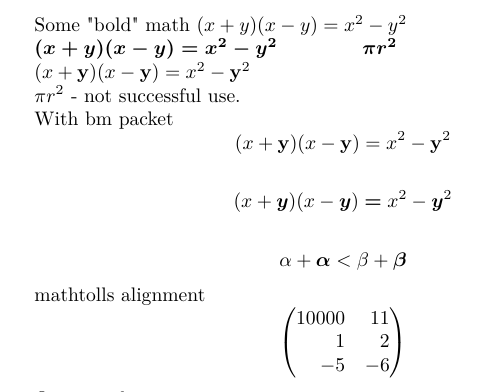 Some "bold" math (x + y)(x − y) = x² − y²
(x + y)(x − y) = x² − y² πr²
(x + y)(x − y) = x² − y²
πr² - not successful use.
With bm packet
(x + y)(x − y) = x² − y²
(x + y)(x − y) = x² − y²
α + α < β + β
mathtolls alignment
10000 11
1 2
−5 −6